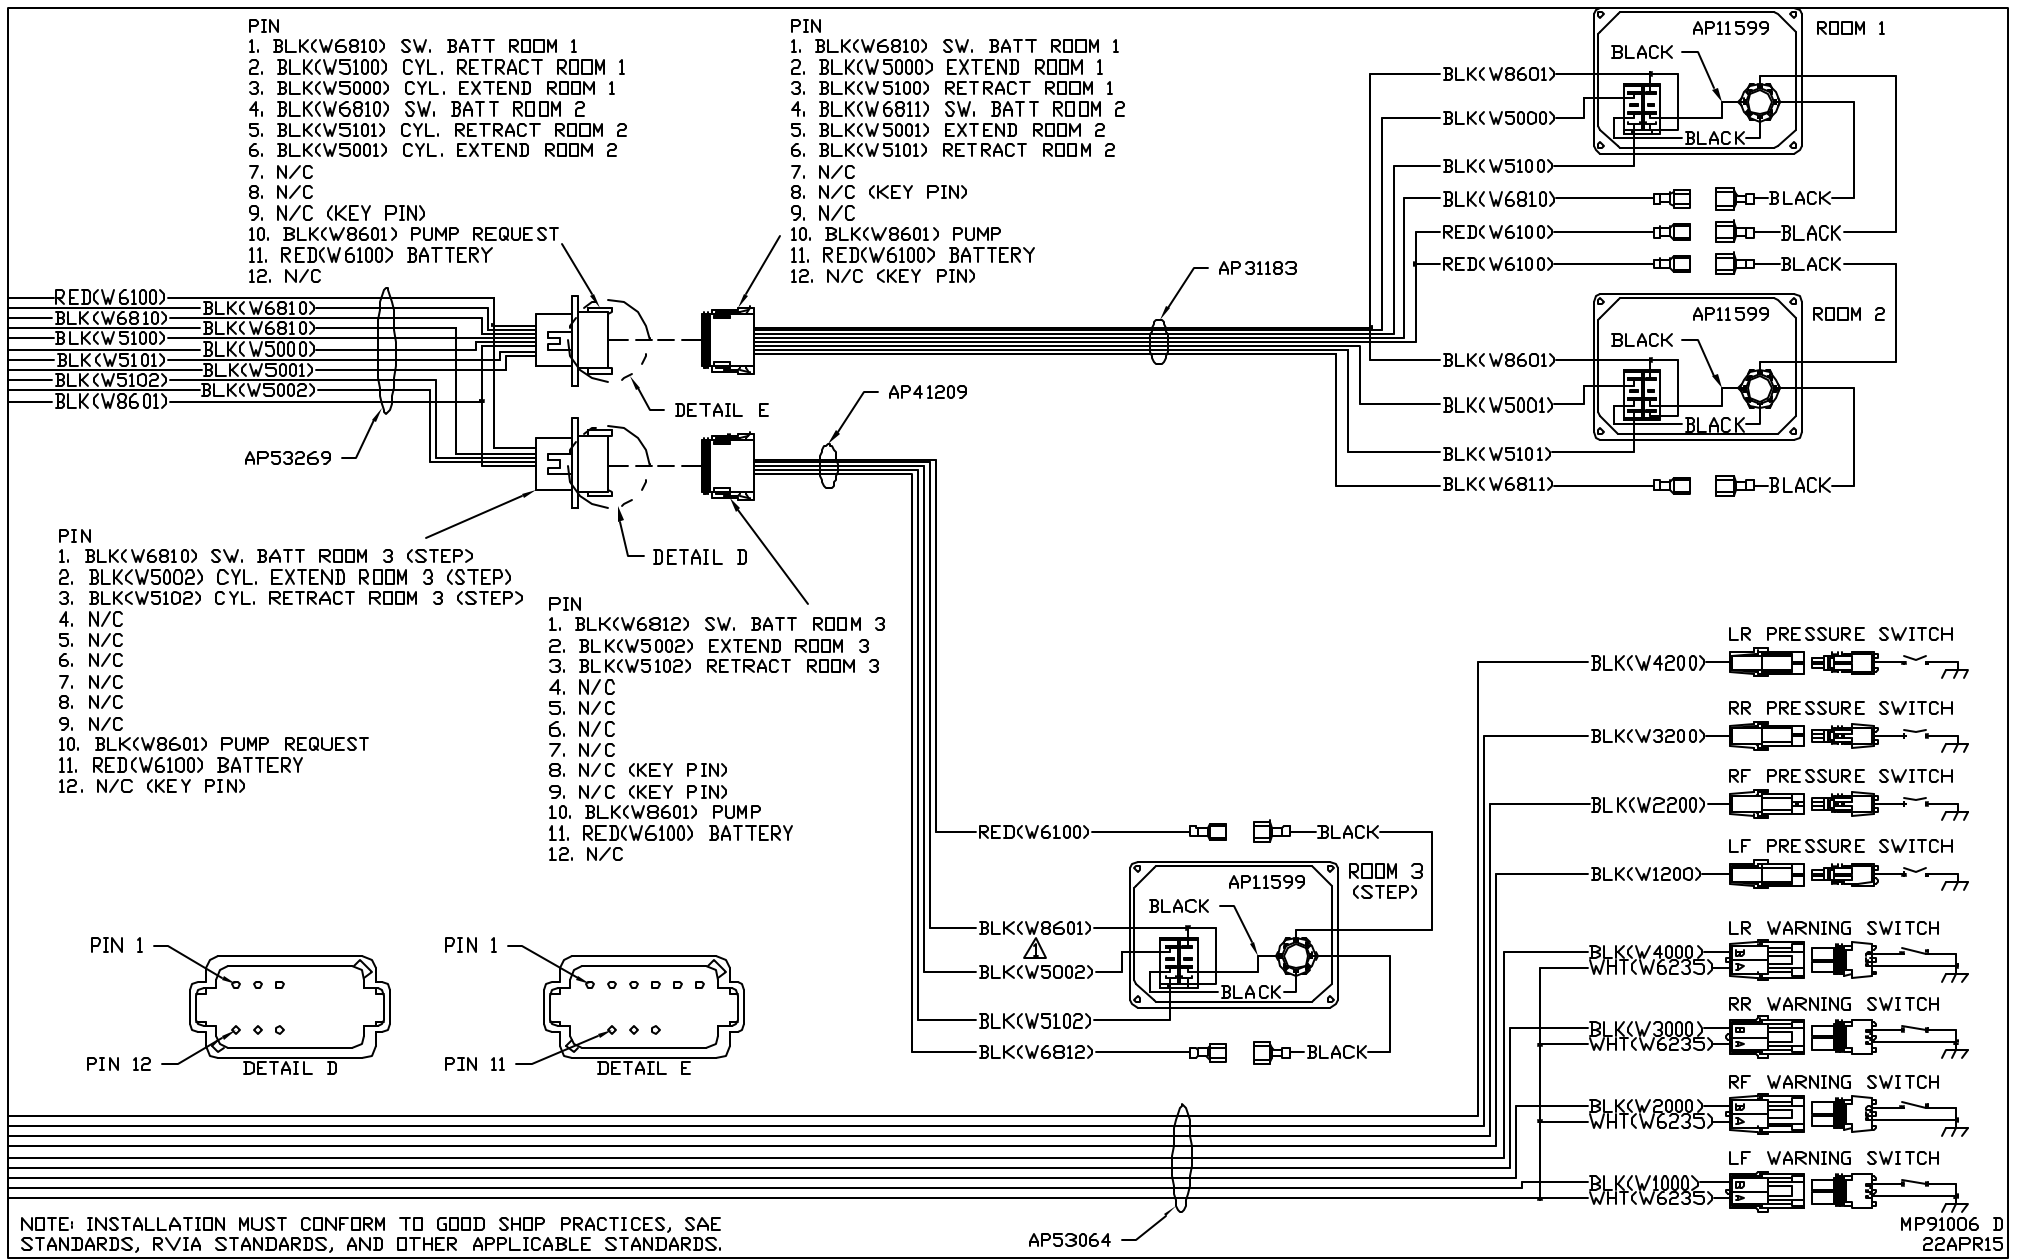 PIN
1. BLK(W6810) SW. BATT ROOM 1
2. BLK(W5100) CYL. RETRACT ROOM 1
3. BLK(W5000) CYL. EXTEND ROOM 1
4. BLK(W6810) SW. BATT ROOM 2
5. BLK(W5101) CYL. RETRACT ROOM 2
6. BLK(W5001) CYL. EXTEND ROOM 2
7. N/C
8. N/C
9. N/C (KEY PIN)
10. BLK(W8601) PUMP REQUEST
11. RED(W6100) BATTERY
12. N/C
PIN
1. BLK(W6810) SW. BATT ROOM 1
2. BLK(W5000) EXTEND ROOM 1
3. BLK(W5100) RETRACT ROOM 1
4. BLK(W6811) SW. BATT ROOM 2
5. BLK(W5001) EXTEND ROOM 2
6. BLK(W5101) RETRACT ROOM 2
7. N/C
8. N/C (KEY PIN)
9. N/C
10. BLK(W8601) PUMP
11. RED(W6100) BATTERY
12. N/C (KEY PIN)
AP11599
ROOM 1
BLACK
BLACK
BLK(W8601)
BLK(W5000)
BLK(W5100)
BLK(W6810)
BLACK
RED(W6100)
BLACK
RED(W6100)
BLACK
AP31183
AP11599
ROOM 2
BLACK
BLACK
BLK(W8601)
BLK(W5001)
BLK(W5101)
BLK(W6811)
BLACK
RED(W6100)
BLK(W6810)
BLK(W6810)
BLK(W6810)
BLK(W5100)
BLK(W5000)
BLK(W5101)
BLK(W5001)
BLK(W5102)
BLK(W5002)
BLK(W8601)
AP53269
DETAIL E
AP41209
DETAIL D
PIN
1. BLK(W6810) SW. BATT ROOM 3 (STEP)
2. BLK(W5002) CYL. EXTEND ROOM 3 (STEP)
3. BLK(W5102) CYL. RETRACT ROOM 3 (STEP)
4. N/C
5. N/C
6. N/C
7. N/C
8. N/C
9. N/C
10. BLK(W8601) PUMP REQUEST
11. RED(W6100) BATTERY
12. N/C (KEY PIN)
PIN
1. BLK(W6812) SW. BATT ROOM 3
2. BLK(W5002) EXTEND ROOM 3
3. BLK(W5102) RETRACT ROOM 3
4. N/C
5. N/C
6. N/C
7. N/C
8. N/C (KEY PIN)
9. N/C (KEY PIN)
10. BLK(W8601) PUMP
11. RED(W6100) BATTERY
12. N/C
RED(W6100)
BLACK
AP11599
ROOM 3
(STEP)
BLACK
BLACK
BLK(W8601)
1
BLK(W5002)
BLK(W5102)
BLK(W6812)
BLACK
LR PRESSURE SWITCH
BLK(W4200)
RR PRESSURE SWITCH
BLK(W3200)
RF PRESSURE SWITCH
BLK(W2200)
LF PRESSURE SWITCH
BLK(W1200)
LR WARNING SWITCH
BLK(W4000)
WHT(W6235)
B
A
RR WARNING SWITCH
BLK(W3000)
WHT(W6235)
B
A
RF WARNING SWITCH
BLK(W2000)
WHT(W6235)
B
A
LF WARNING SWITCH
BLK(W1000)
WHT(W6235)
B
A
PIN 1
PIN 12
DETAIL D
PIN 1
PIN 11
DETAIL E
AP53064
NOTE: INSTALLATION MUST CONFORM TO GOOD SHOP PRACTICES, SAE
STANDARDS, RVIA STANDARDS, AND OTHER APPLICABLE STANDARDS.
MP91006 D
22APR15